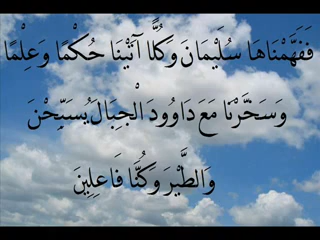 فَفَهَّمْنَاهَا سُلَيْمَانَ وَكُلًّا آتَيْنَا حُكْمًا وَعِلْمًا
وَسَخَّرْنَا مَعَ دَاوُودَ الْجِبَالَ يُسَبِّحْنَ
وَالطَّيْرَ وَكُنَّا فَاعِلِينَ